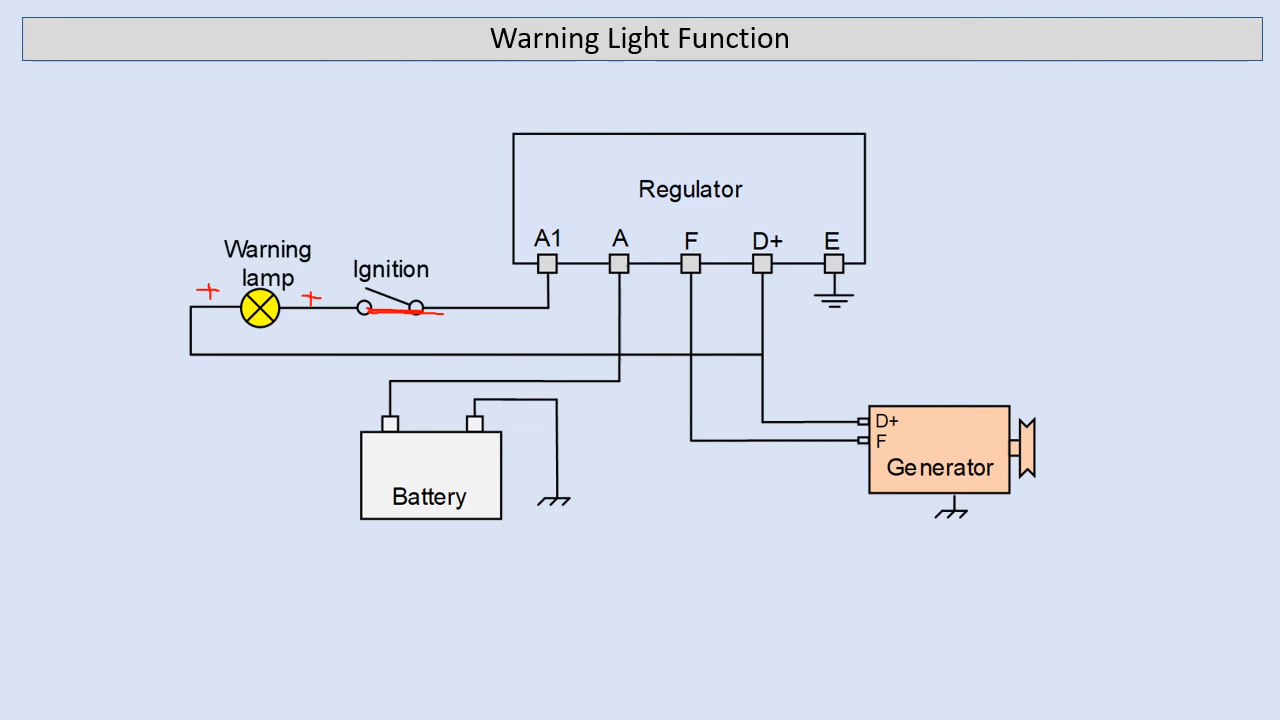 Warning Light Function
Regulator
A1 A F D+ E
Warning
lamp
Ignition
+ +
D+
F
Generator
Battery